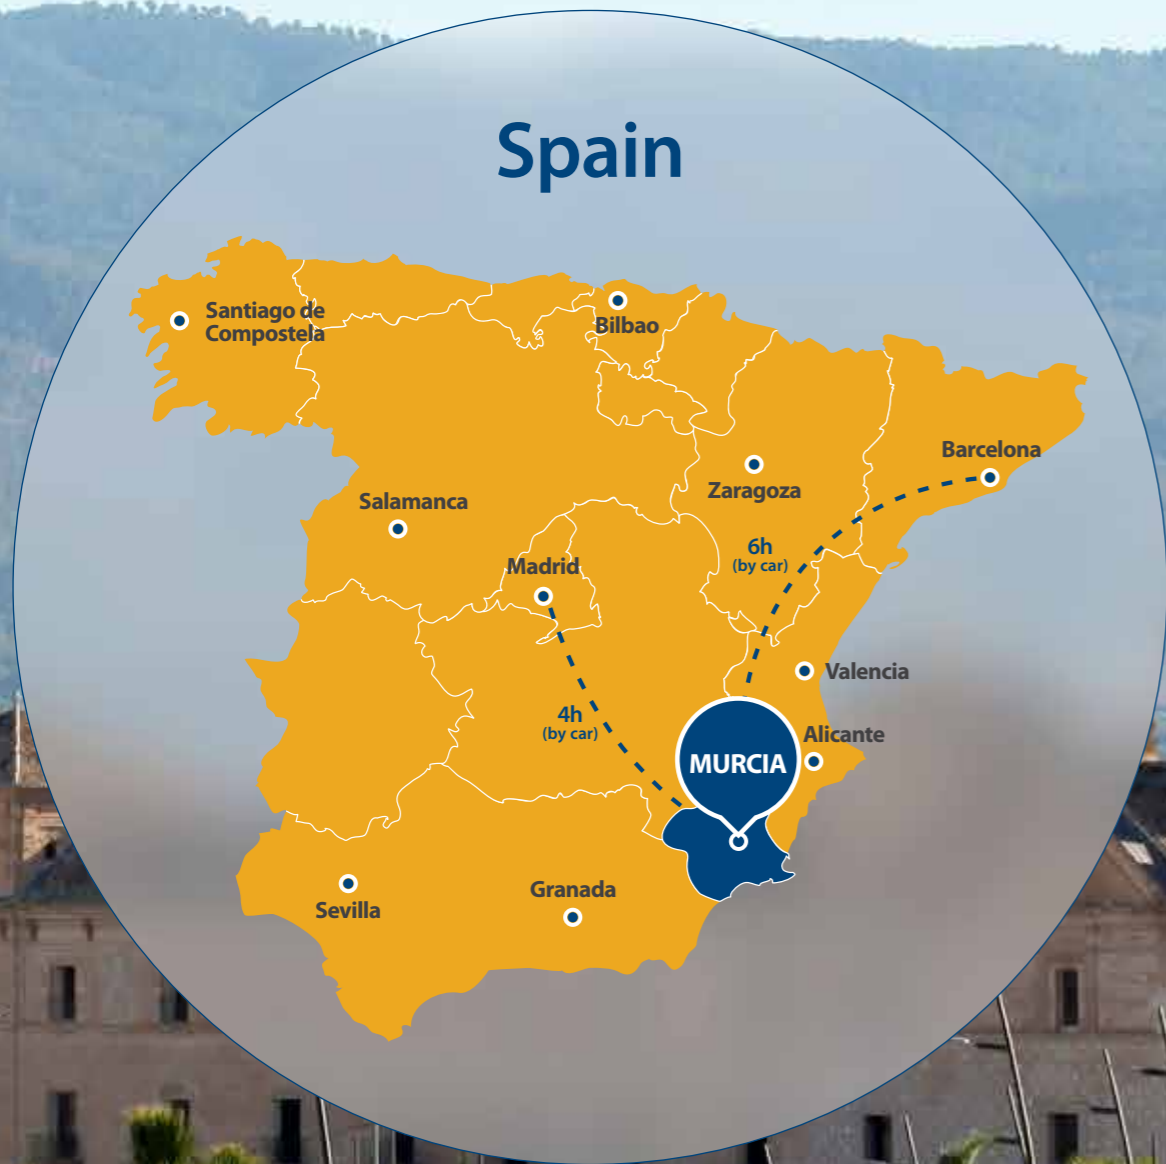 Spain
Santiago de
Compostela
Bilbao
Barcelona
Zaragoza
Salamanca
6h
(by car)
Madrid
Valencia
4h
(by car)
Alicante
MURCIA
Granada
Sevilla